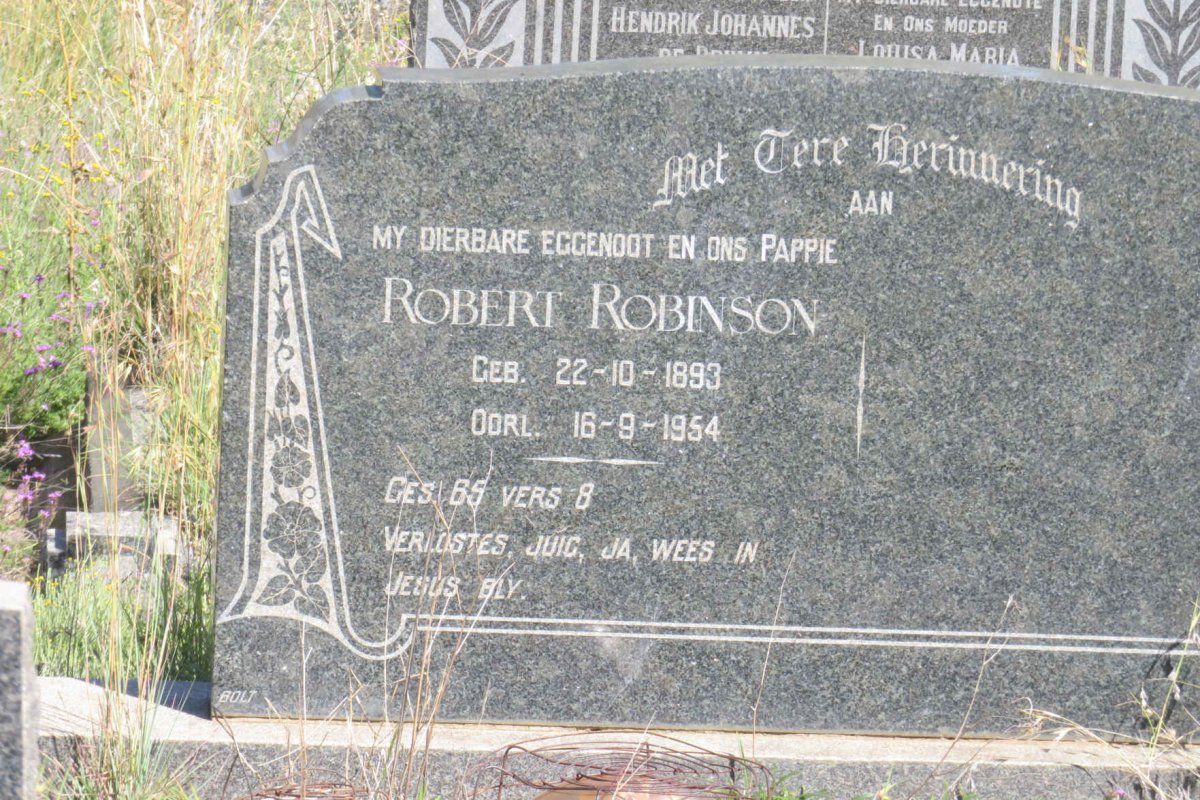 HENDRIK JOHANNES
EN ONS MOEDER
LOUISA MARIA
Met Tere Herinnering
AAN
MY DIERBARE EGGENOOT EN ONS PAPPIE
ROBERT ROBINSON
GEB. 22-10-1893
OORL. 16-9-1954
GES. 65 VERS 8
VERLOSTES, JUIG, JA, WEES IN
JESUS BLY.
BOLT